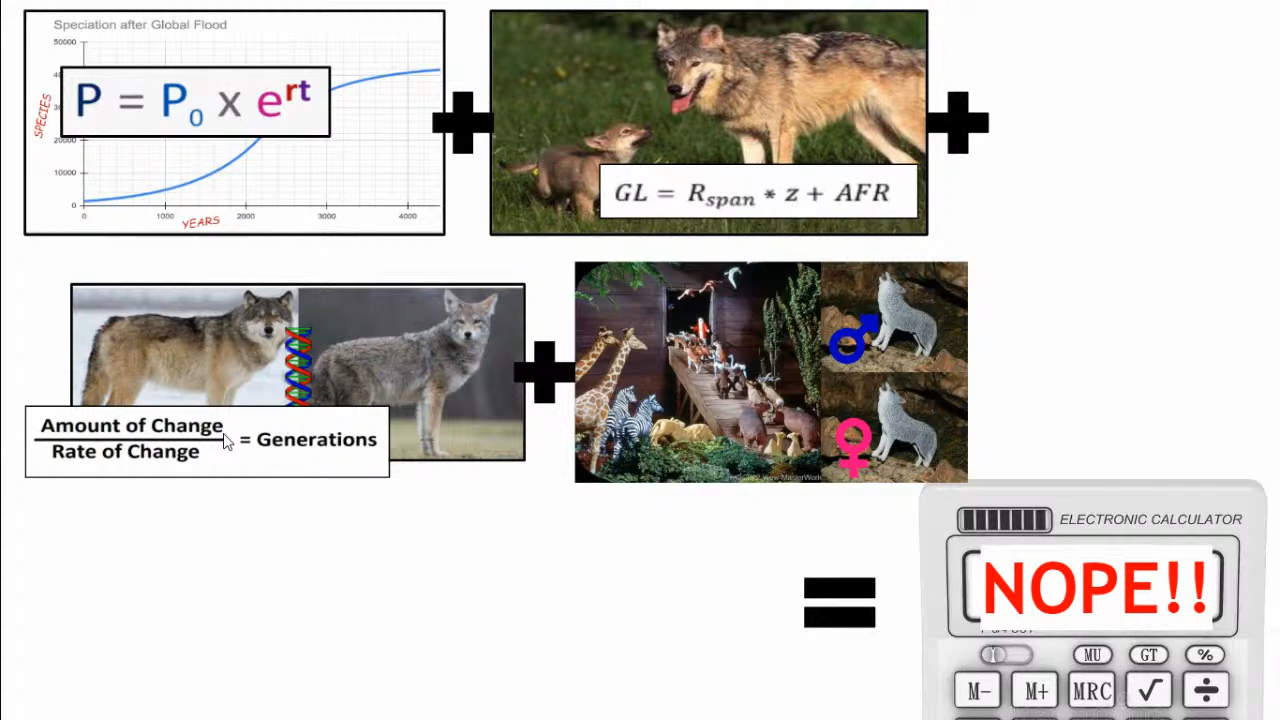 Speciation after Global Flood
50000
20000
10000
0
SPECIES
P = P₀ x eʳᵗ
0 1000 2000 3000 4000
YEARS
GL = Rspan * z + AFR
Amount of Change
Rate of Change
= Generations
ELECTRONIC CALCULATOR
NOPE!!
MU GT %
M- M+ MRC √ ÷